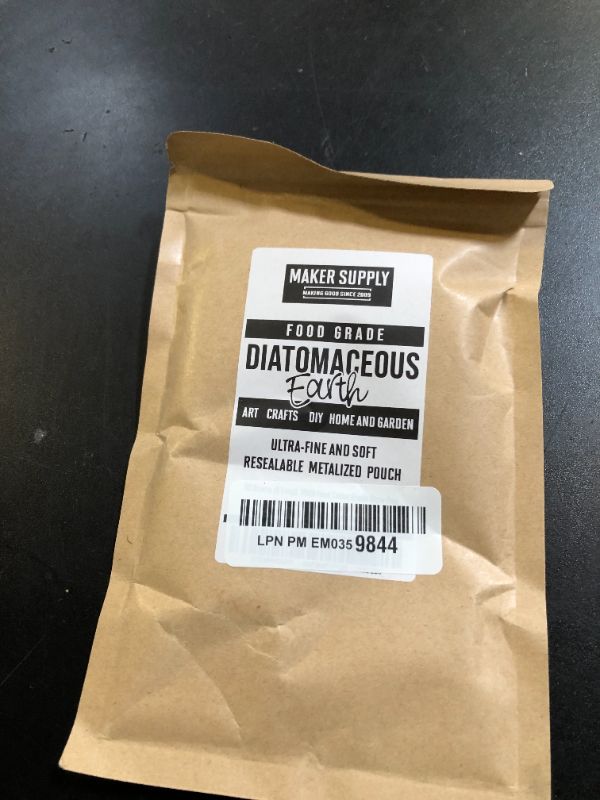 MAKER SUPPLY
MAKING GOOD SINCE 2009
FOOD GRADE
DIATOMACEOUS
Earth
ART CRAFTS DIY HOME AND GARDEN
ULTRA-FINE AND SOFT
RESEALABLE METALIZED POUCH
LPN PM EM035 9844